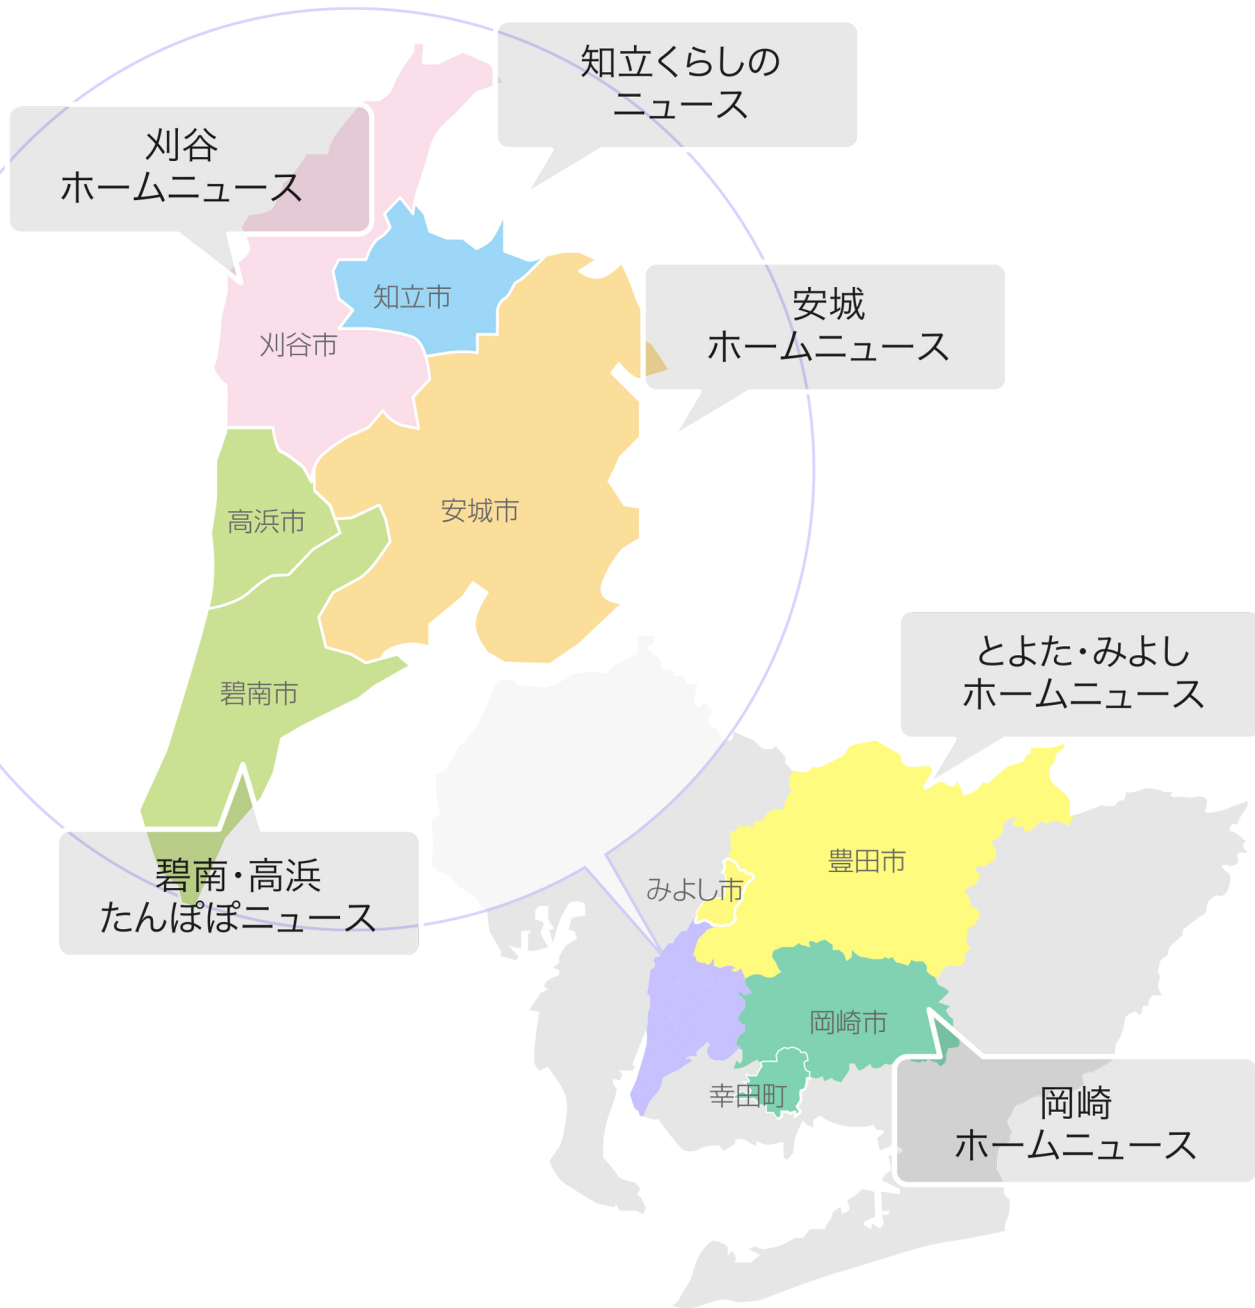 知立くらしの
ニュース
刈谷
ホームニュース
知立市
安城
ホームニュース
刈谷市
高浜市
安城市
碧南市
とよた・みよし
ホームニュース
碧南・高浜
たんぽぽニュース
豊田市
みよし市
岡崎市
幸田町
岡崎
ホームニュース